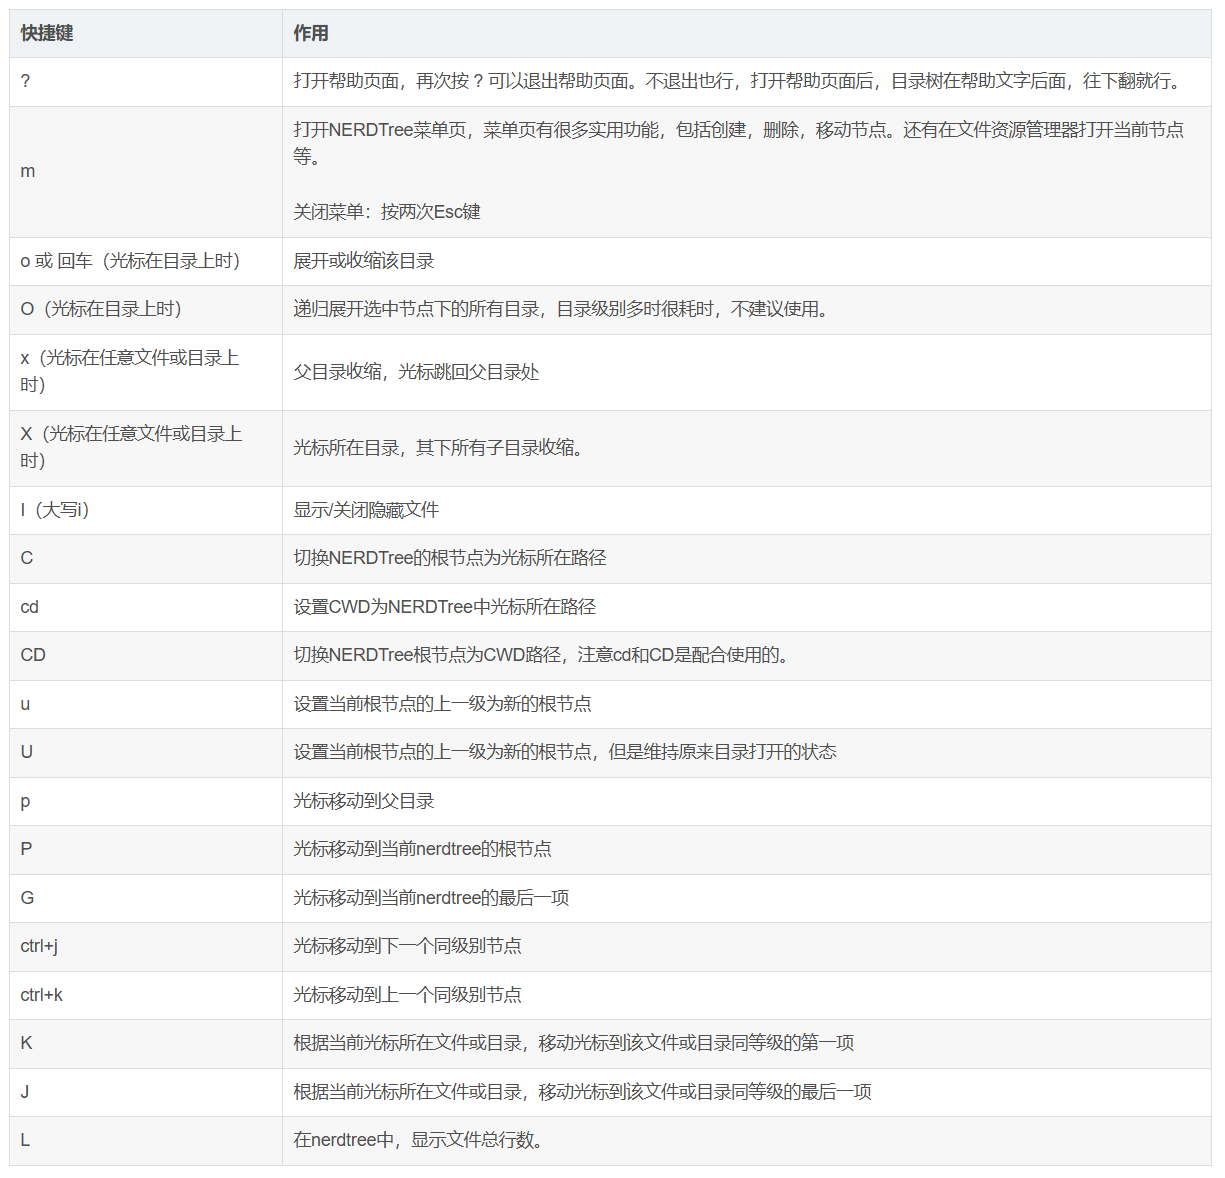 快捷键 作用
? 打开帮助页面，再次按 ? 可以退出帮助页面。不退出也行，打开帮助页面后，目录树在帮助文字后面，往下翻就行。
m 打开NERDTree菜单页，菜单页有很多实用功能，包括创建，删除，移动节点。还有在文件资源管理器打开当前节点
等。
关闭菜单：按两次Esc键
o 或 回车（光标在目录上时） 展开或收缩该目录
O（光标在目录上时） 递归展开选中节点下的所有目录，目录级别多时很耗时，不建议使用。
x（光标在任意文件或目录上
时） 父目录收缩，光标跳回父目录处
X（光标在任意文件或目录上
时） 光标所在目录，其下所有子目录收缩。
I（大写i） 显示/关闭隐藏文件
C 切换NERDTree的根节点为光标所在路径
cd 设置CWD为NERDTree中光标所在路径
CD 切换NERDTree根节点为CWD路径，注意cd和CD是配合使用的。
u 设置当前根节点的上一级为新的根节点
U 设置当前根节点的上一级为新的根节点，但是维持原来目录打开的状态
p 光标移动到父目录
P 光标移动到当前nerdtree的根节点
G 光标移动到当前nerdtree的最后一项
ctrl+j 光标移动到下一个同级别节点
ctrl+k 光标移动到上一个同级别节点
K 根据当前光标所在文件或目录，移动光标到该文件或目录同等级的第一项
J 根据当前光标所在文件或目录，移动光标到该文件或目录同等级的最后一项
L 在nerdtree中，显示文件总行数。